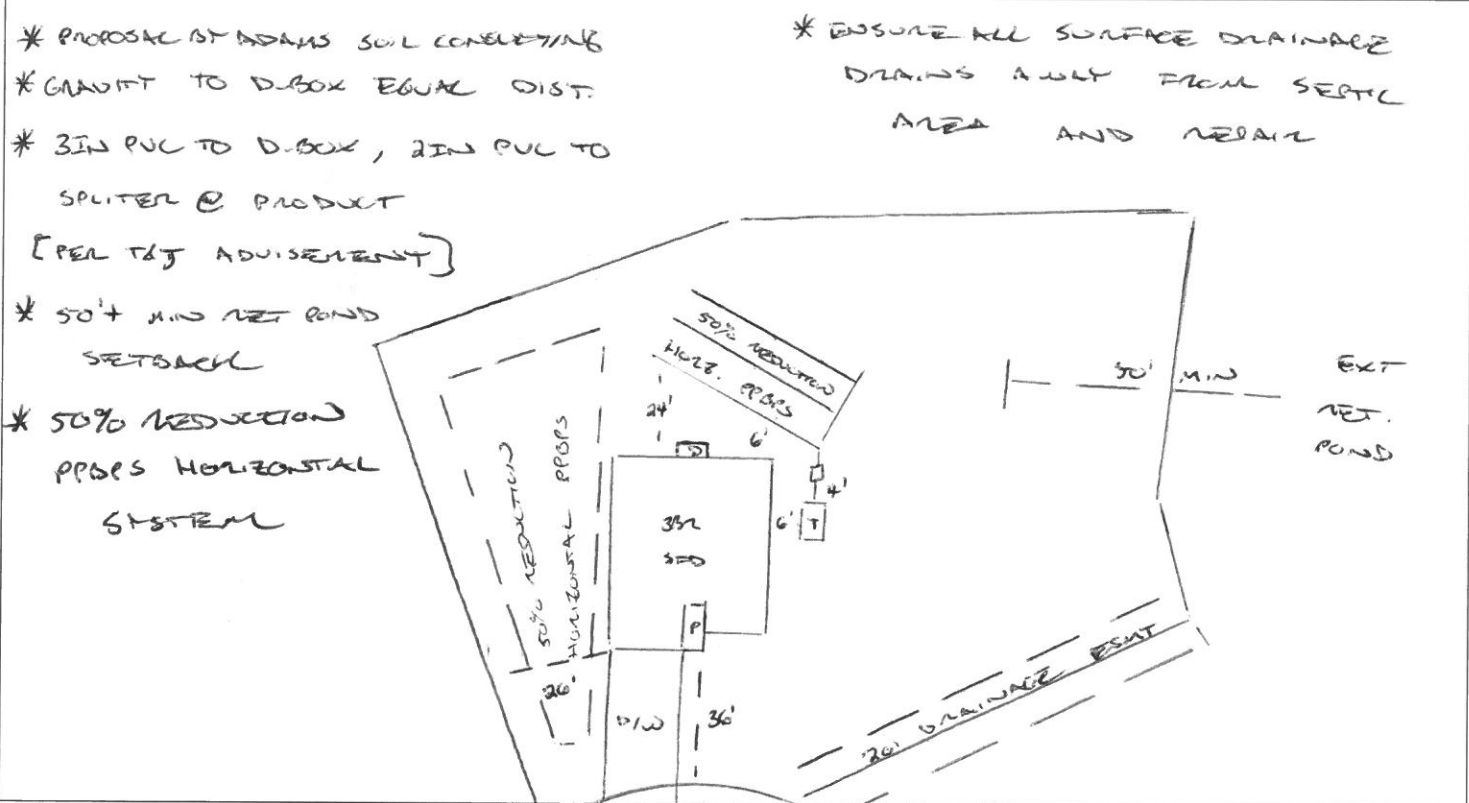 * PROPOSAL BY ADAMS SOIL CONSULTING
* GRAVITY TO D-BOX EQUAL DIST.
* 3IN PVC TO D-BOX, 2IN PVC TO
SPLITER @ PRODUCT
[PER T&J ADVISEMENT]
* 50'+ MIN RET POND
SETBACK
* 50% REDUCTION
PPBPS HORIZONTAL
SYSTEM
* ENSURE ALL SURFACE DRAINAGE
DRAINS AWAY FROM SEPTIC
AREA AND REPAIR
50% REDUCTION
HORZ. PPBPS
24'
6'
D
4'
6'
T
3BR
SFD
P
50% REDUCTION
HORIZONTAL PPBPS
26'
D/W
36'
50' MIN
EXT
RET.
POND
20' DRAINAGE ESMT